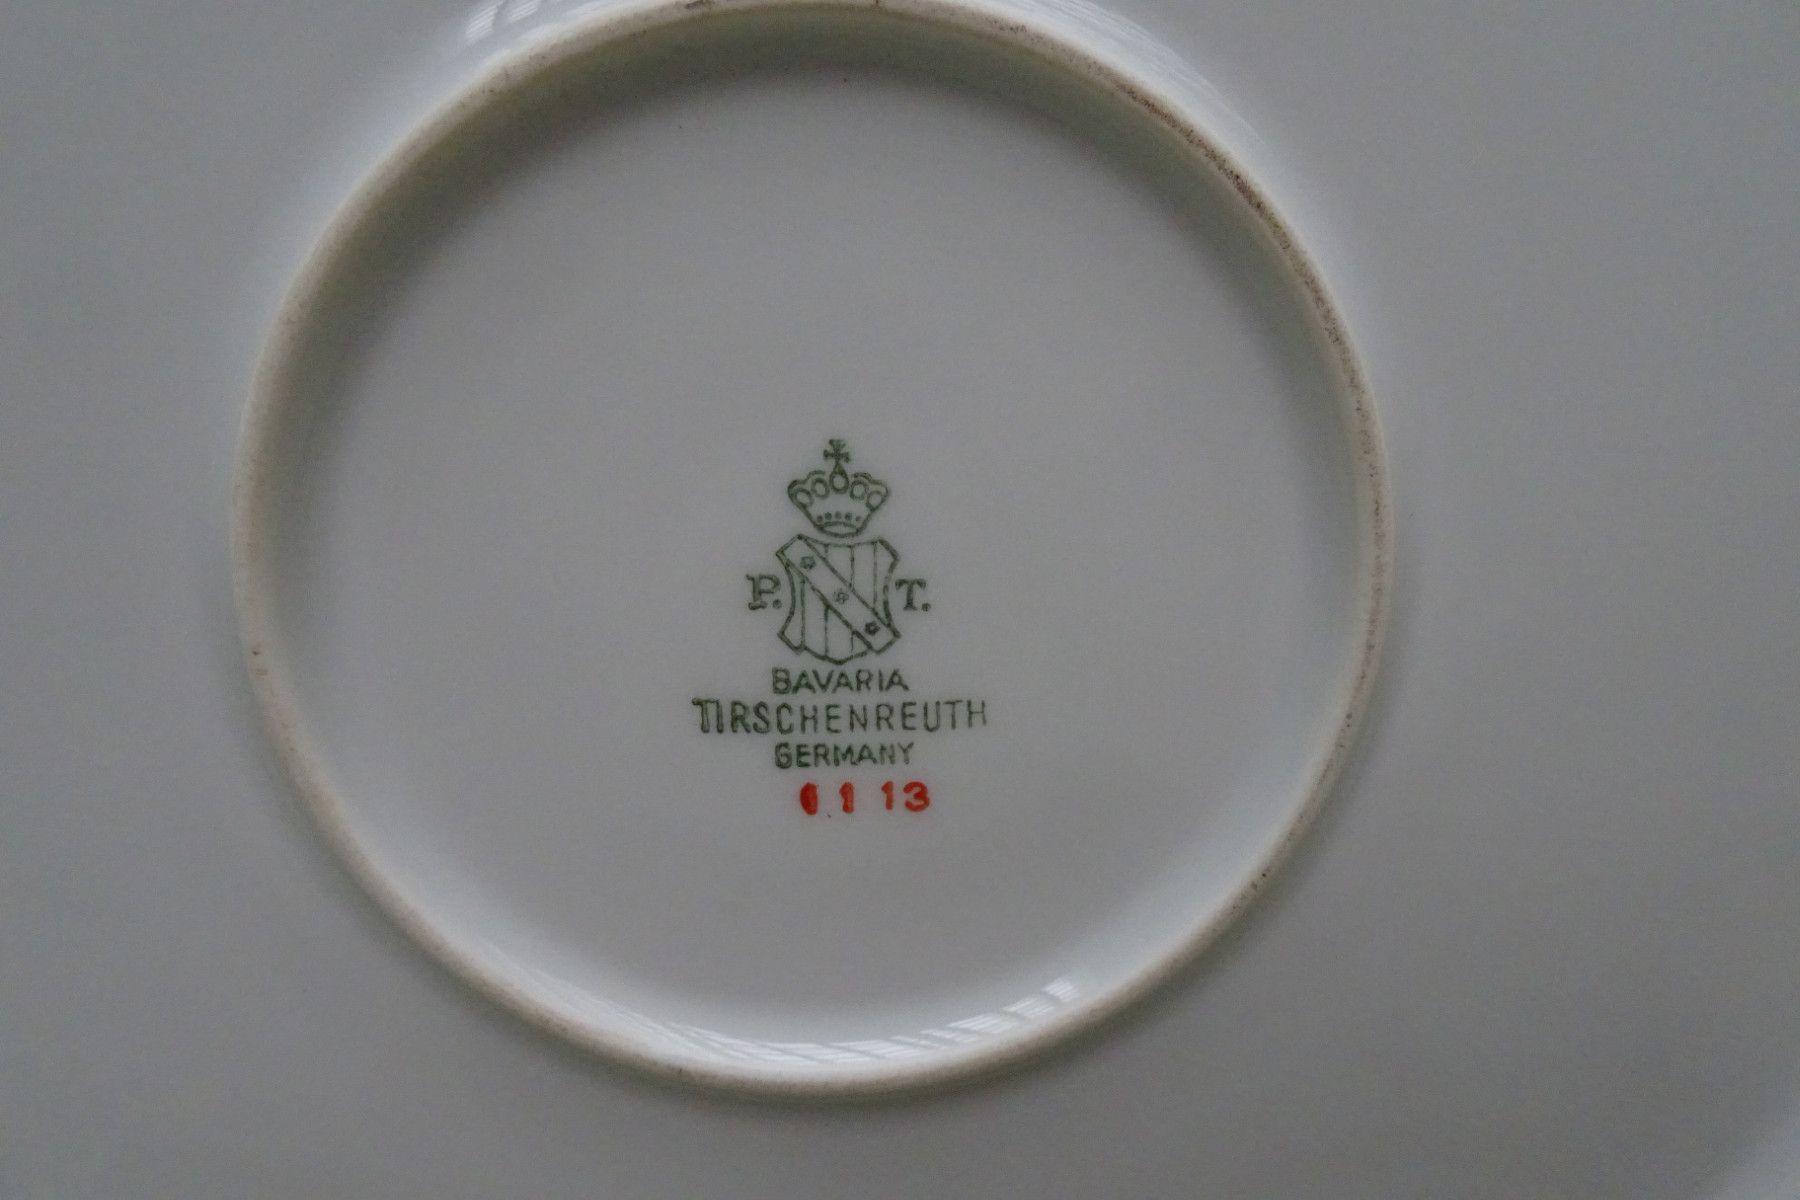 P. T.
BAVARIA
TIRSCHENREUTH
GERMANY
1 13